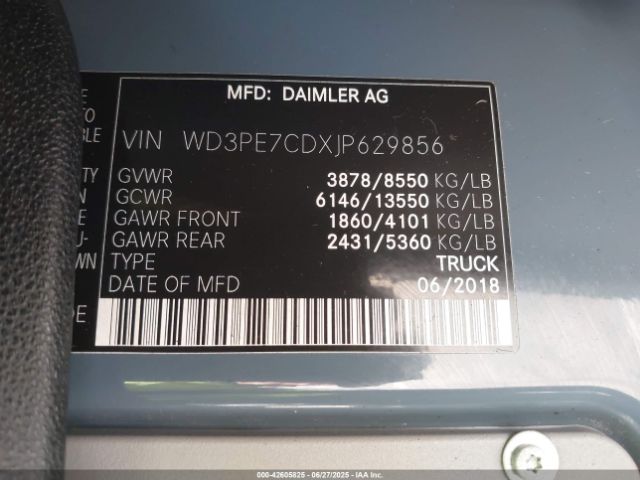 MFD: DAIMLER AG
VIN WD3PE7CDXJP629856
GVWR 3878/8550 KG/LB
GCWR 6146/13550 KG/LB
GAWR FRONT 1860/4101 KG/LB
GAWR REAR 2431/5360 KG/LB
TYPE TRUCK
DATE OF MFD 06/2018
000-42605825 | 06/27/2025 | IAA, LLC